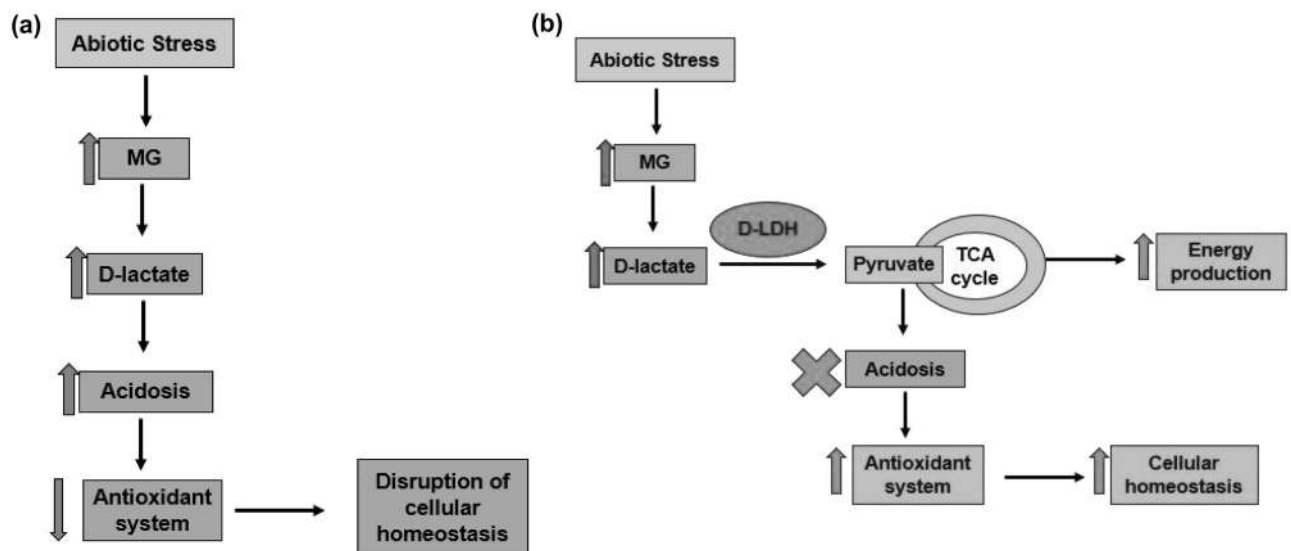 (a)
Abiotic Stress
MG
D-lactate
Acidosis
Antioxidant
system
Disruption of
cellular
homeostasis
(b)
Abiotic Stress
MG
D-lactate
D-LDH
Pyruvate
TCA
cycle
Energy
production
Acidosis
Antioxidant
system
Cellular
homeostasis